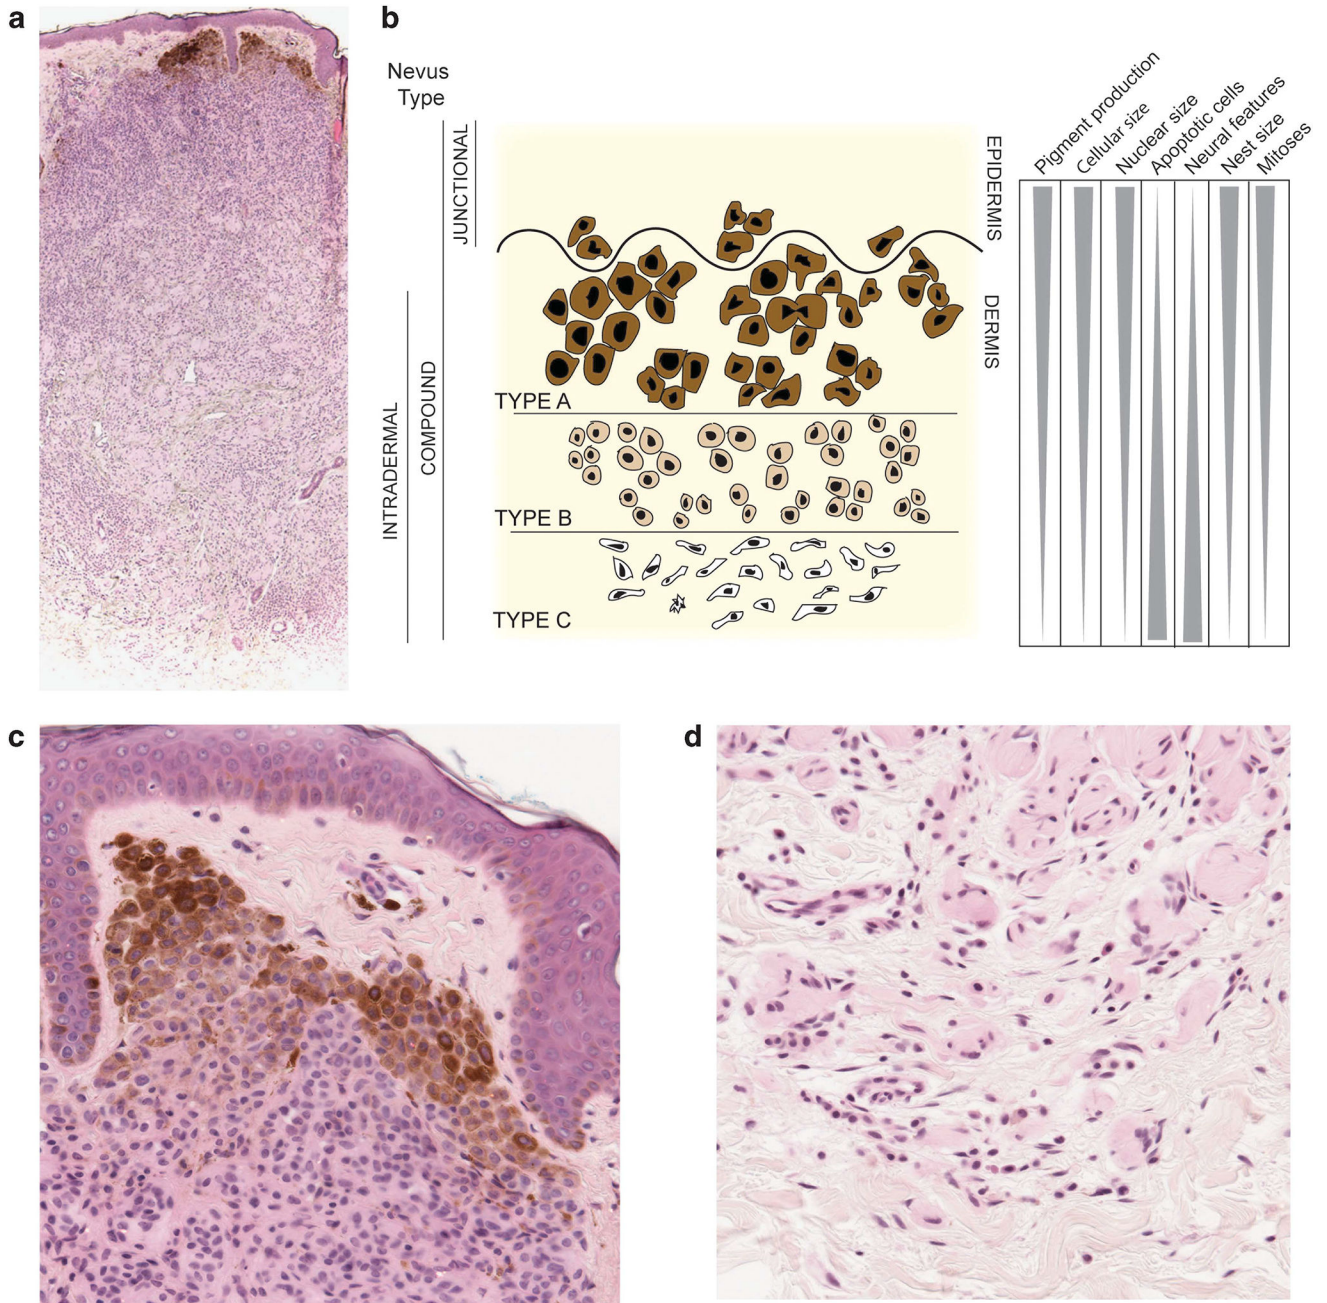 a
b
Nevus
Type
JUNCTIONAL
INTRADERMAL
COMPOUND
EPIDERMIS
DERMIS
TYPE A
TYPE B
TYPE C
Pigment production
Cellular size
Nuclear size
Apoptotic cells
Neural features
Nest size
Mitoses
c
d